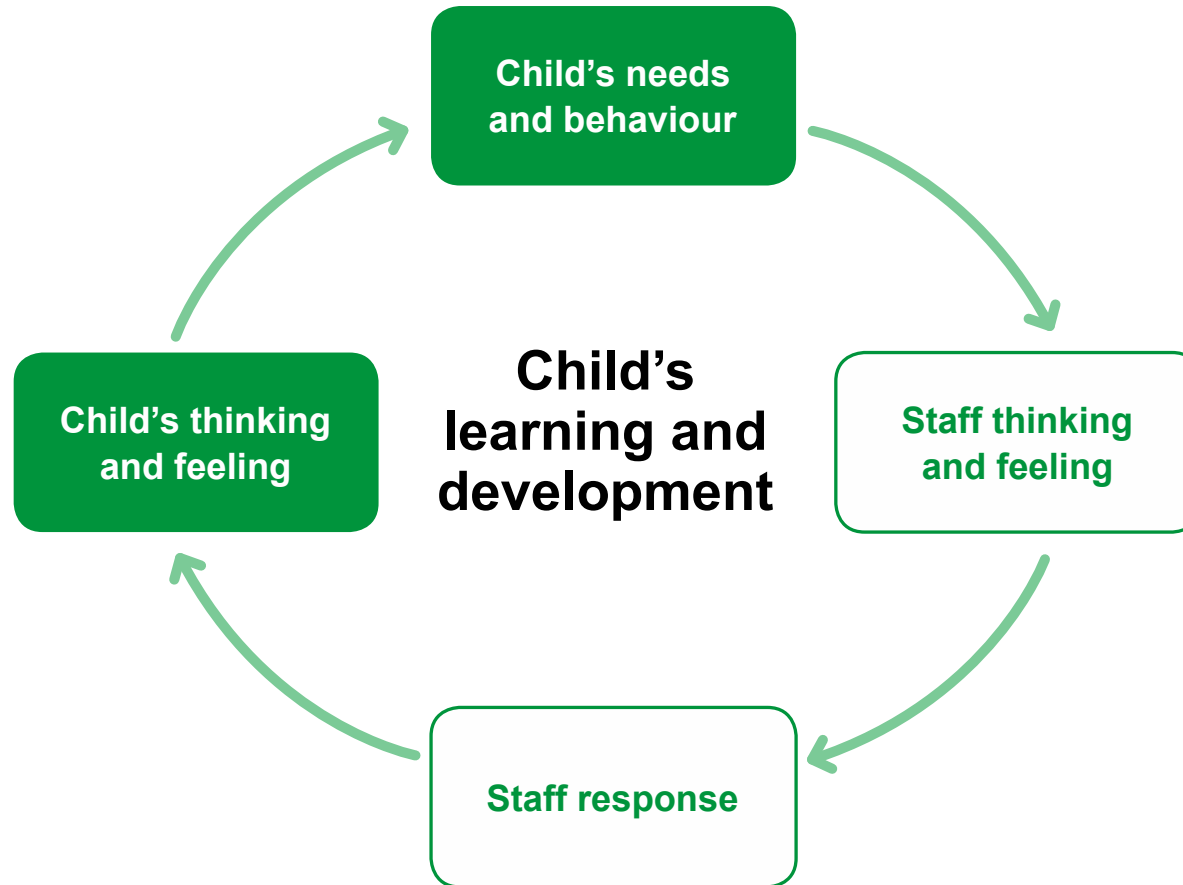 Child’s needs
and behaviour
Child’s thinking
and feeling
Child’s
learning and
development
Staff thinking
and feeling
Staff response